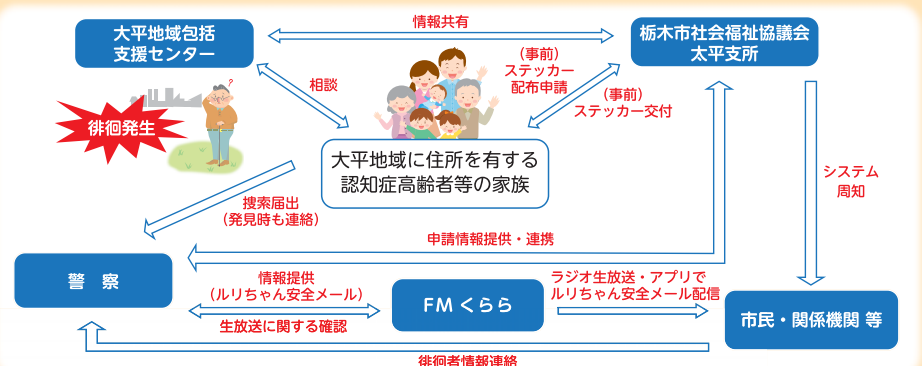 情報共有
大平地域包括
支援センター
栃木市社会福祉協議会
太平支所
(事前)
ステッカー
配布申請
相談
(事前)
ステッカー交付
?
徘徊発生
大平地域に住所を有する
認知症高齢者等の家族
システム
周知
捜索届出
(発見時も連絡)
申請情報提供・連携
警 察
情報提供
(ルリちゃん安全メール)
生放送に関する確認
FM くらら
ラジオ生放送・アプリで
ルリちゃん安全メール配信
市民・関係機関 等
徘徊者情報連絡